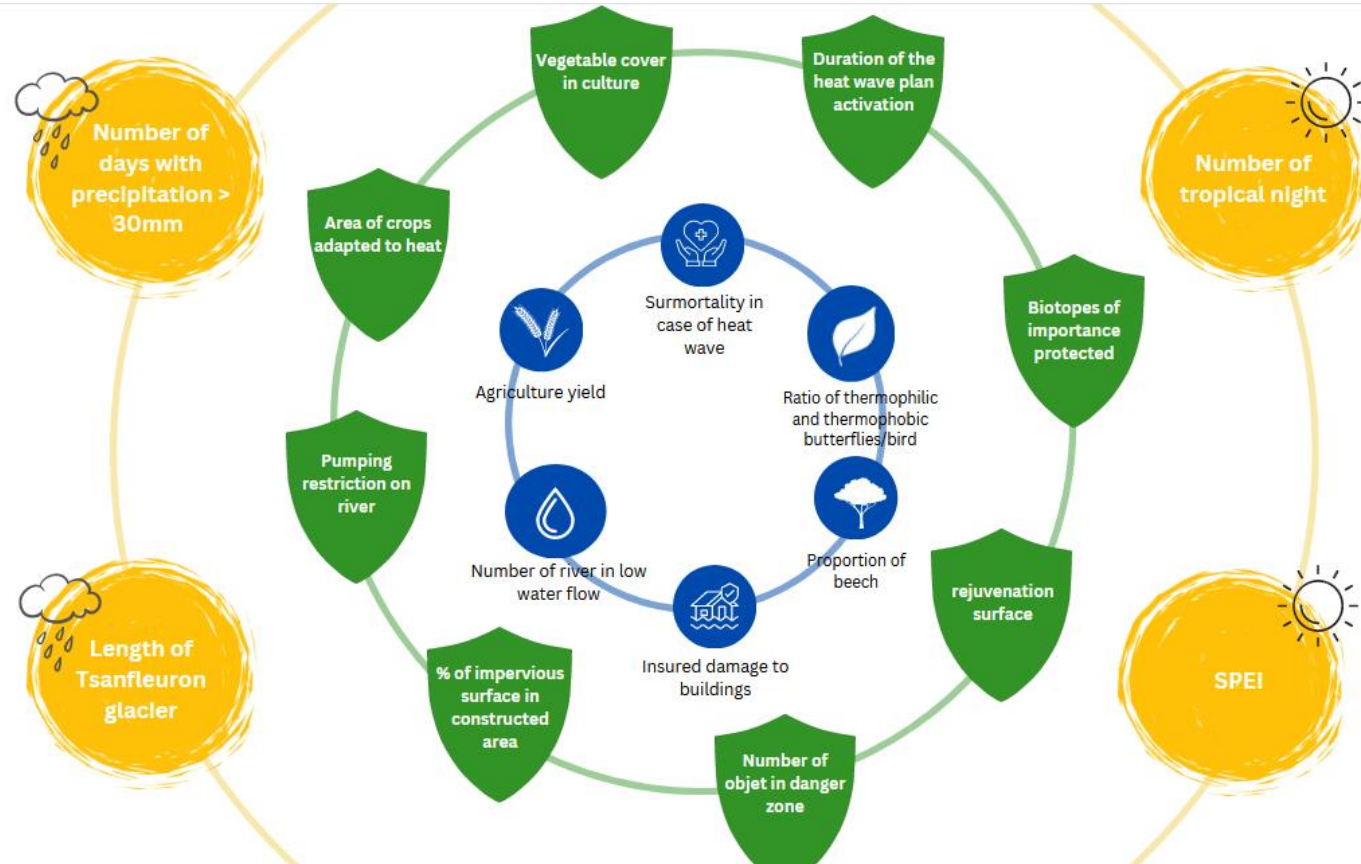 Vegetable cover
in culture
Duration of the
heat wave plan
activation
Number of
days with
precipitation >
30mm
Number of
tropical night
Area of crops
adapted to heat
Surmortality in
case of heat
wave
Biotopes of
importance
protected
Agriculture yield
Ratio of thermophilic
and thermophobic
butterflies/bird
Pumping
restriction on
river
Number of river in low
water flow
Proportion of
beech
rejuvenation
surface
Length of
Tsanfleuron
glacier
% of impervious
surface in
constructed
area
Insured damage to
buildings
SPEI
Number of
objet in danger
zone